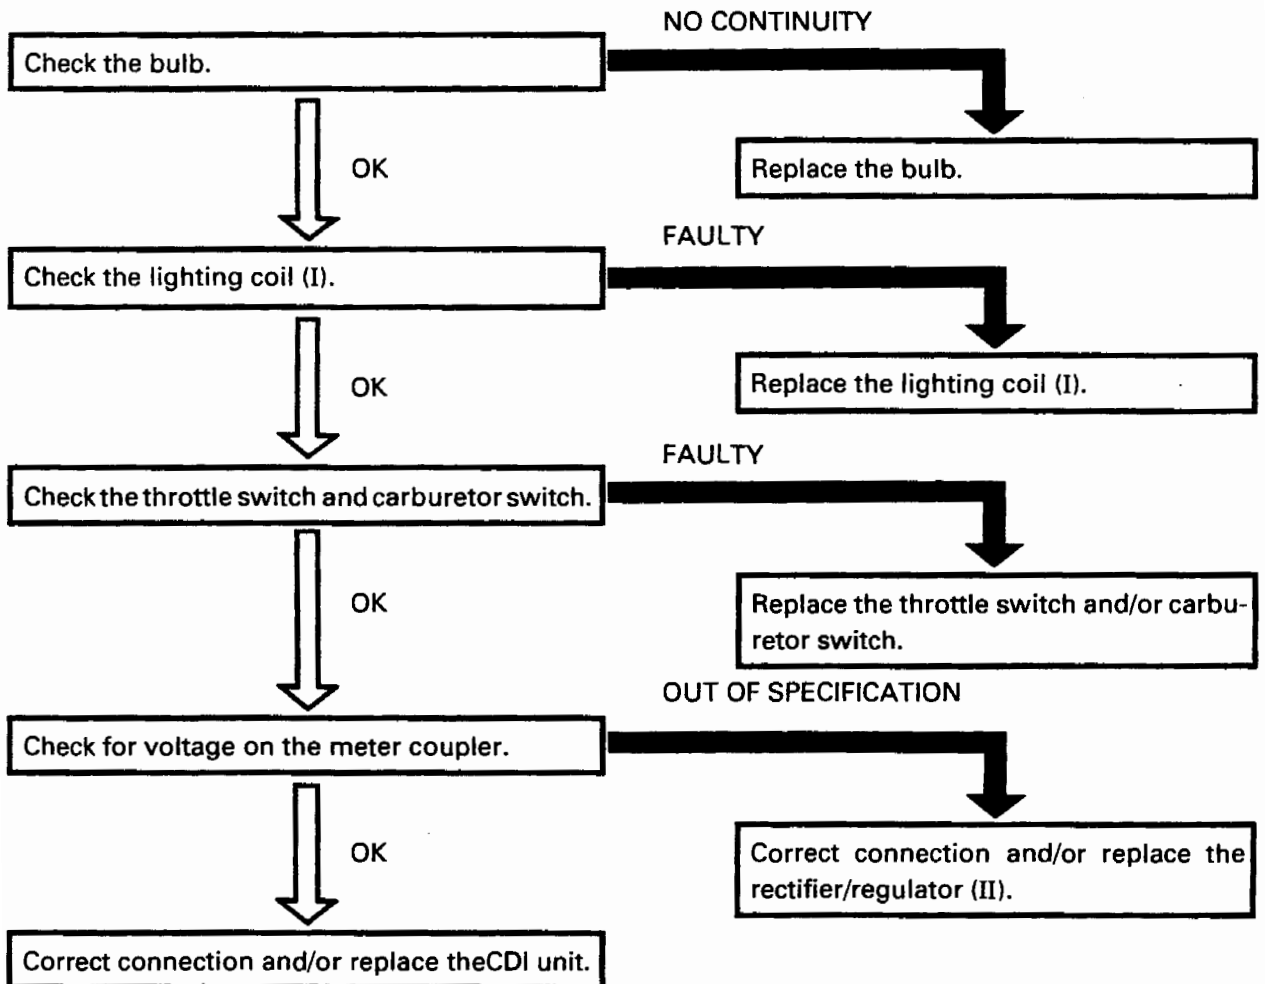 NO CONTINUITY
Check the bulb.
OK
Replace the bulb.
FAULTY
Check the lighting coil (I).
OK
Replace the lighting coil (I).
FAULTY
Check the throttle switch and carburetor switch.
OK
Replace the throttle switch and/or carbu-
retor switch.
OUT OF SPECIFICATION
Check for voltage on the meter coupler.
OK
Correct connection and/or replace the
rectifier/regulator (II).
Correct connection and/or replace theCDI unit.